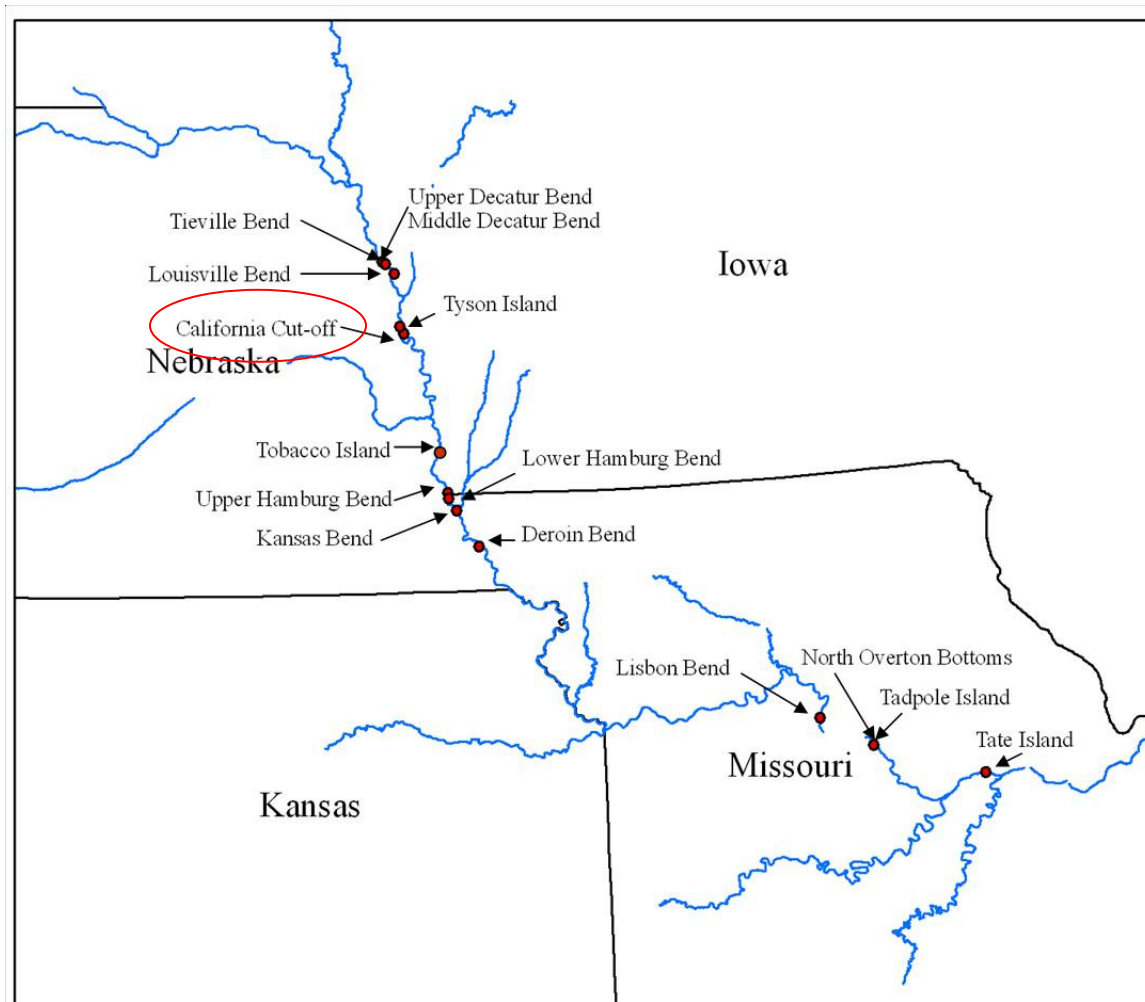 Upper Decatur Bend
Middle Decatur Bend
Tieville Bend
Louisville Bend
Iowa
Tyson Island
California Cut-off
Nebraska
Tobacco Island
Lower Hamburg Bend
Upper Hamburg Bend
Kansas Bend
Deroin Bend
North Overton Bottoms
Lisbon Bend
Tadpole Island
Tate Island
Missouri
Kansas